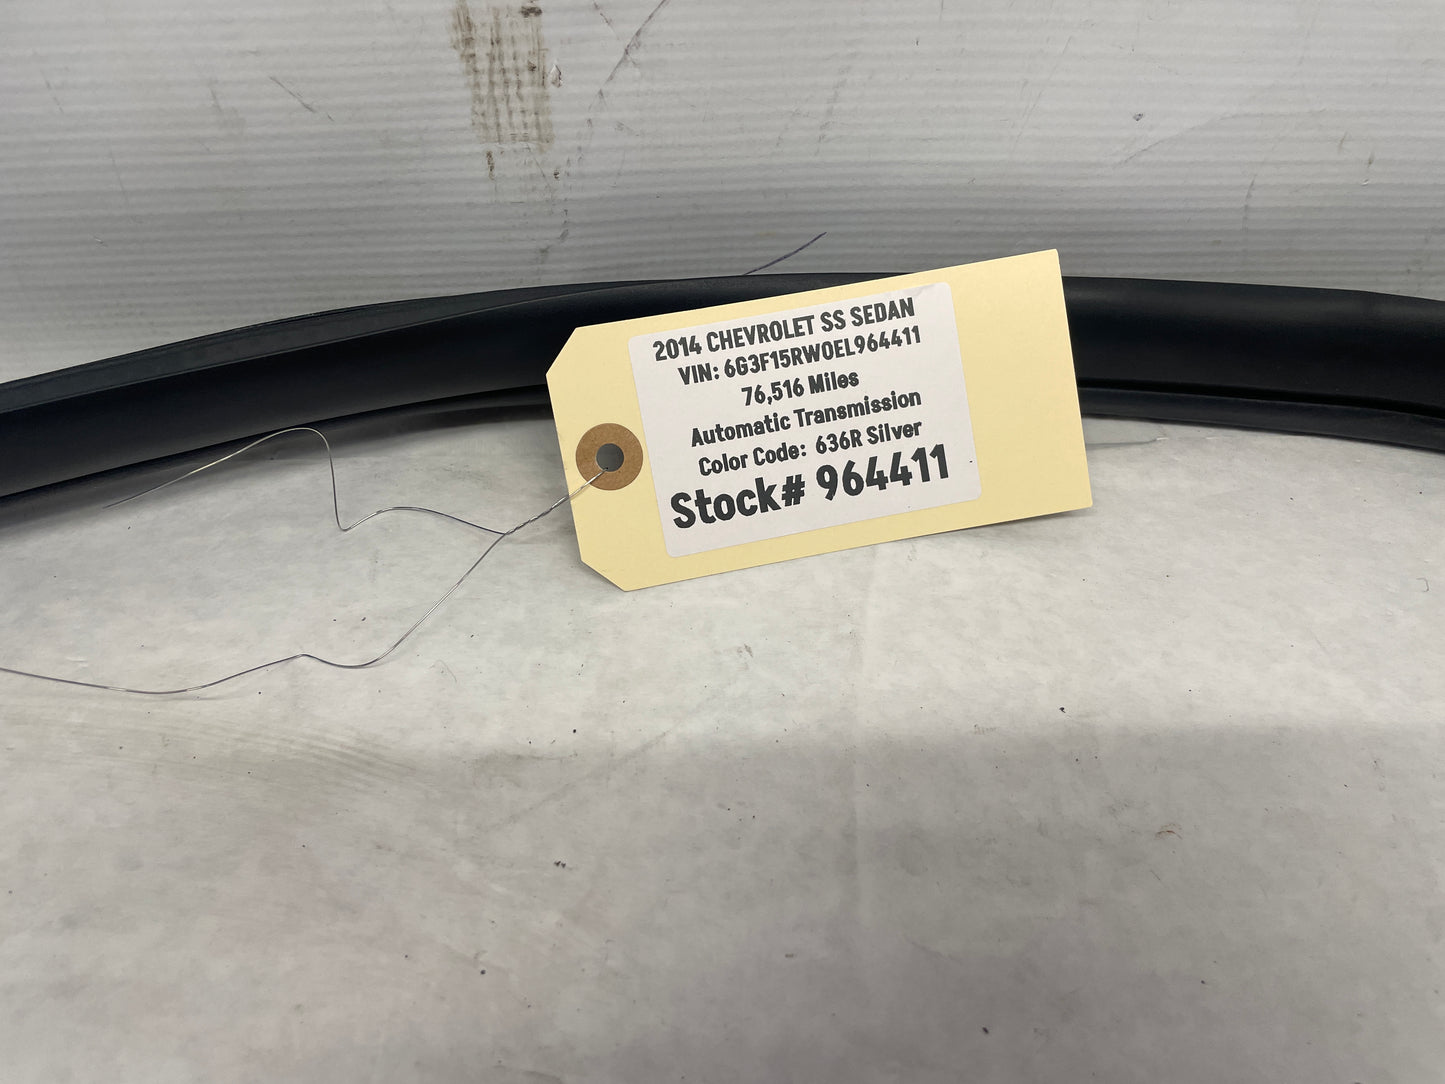 2014 CHEVROLET SS SEDAN
VIN: 6G3F15RW0EL964411
76,516 Miles
Automatic Transmission
Color Code: 636R Silver
Stock# 964411